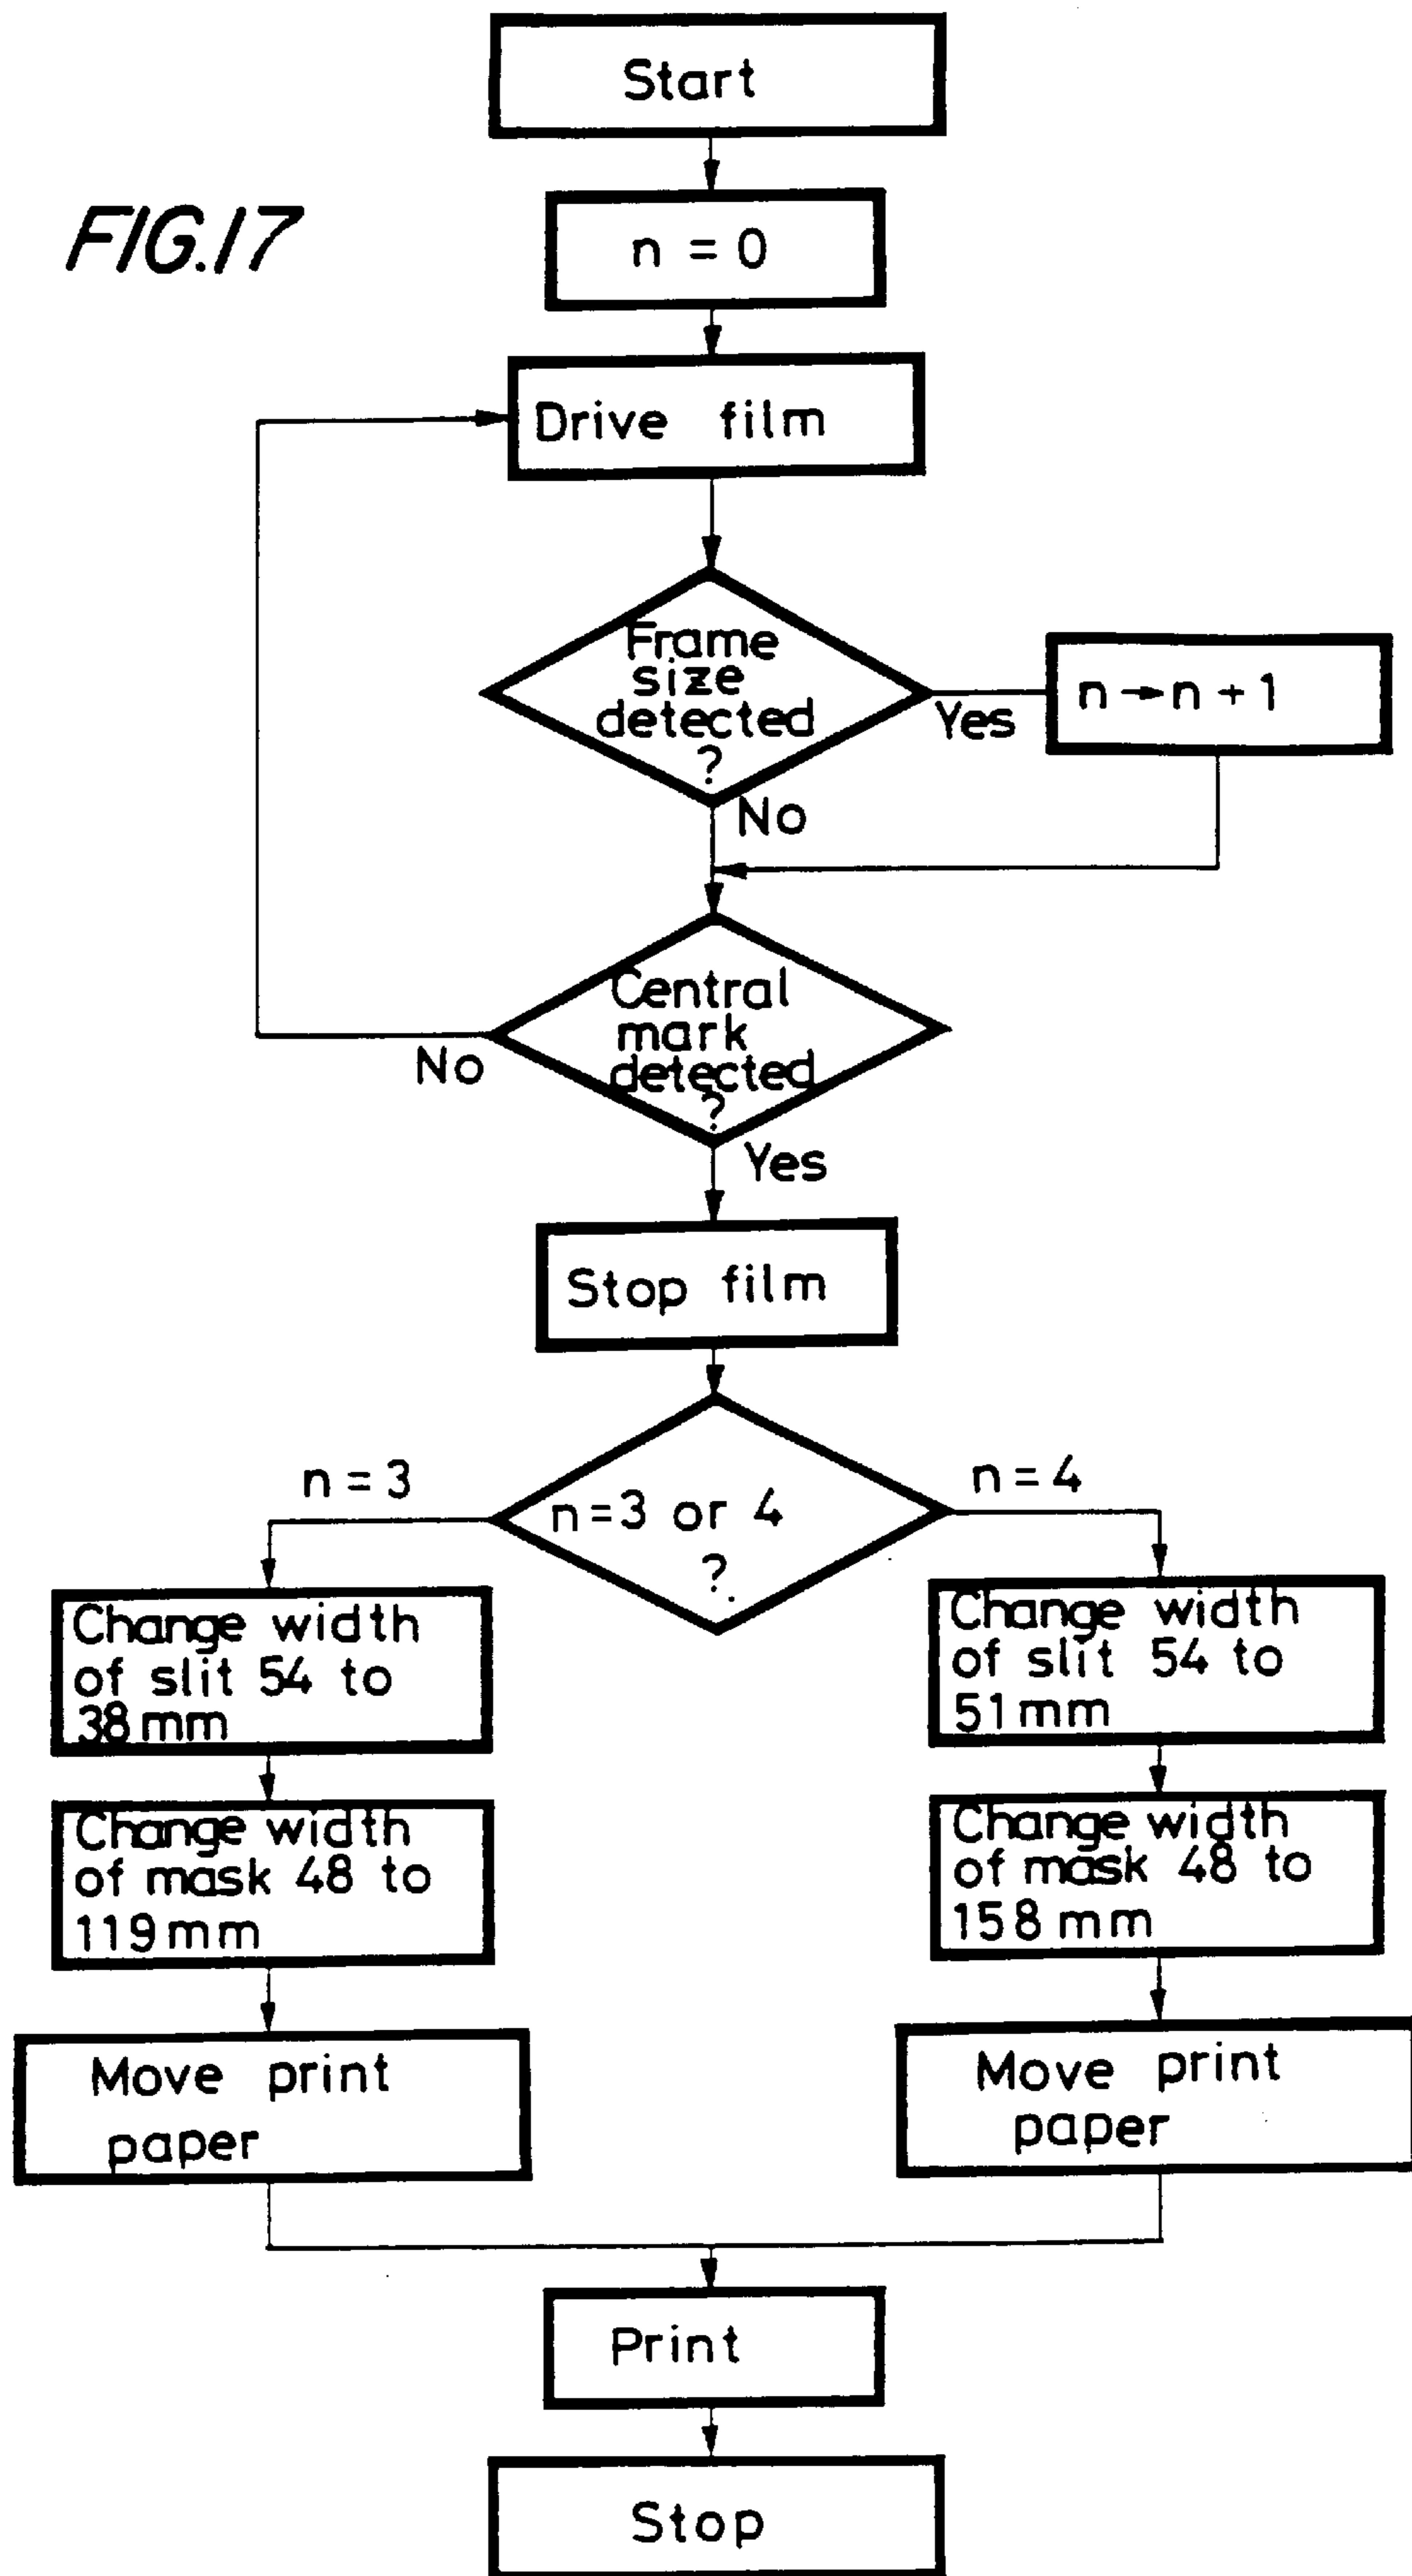 Start
FIG.17
n = 0
Drive film
Frame
size
detected
?
Yes
n→n + 1
No
Central
mark
detected
?
No
Yes
Stop film
n = 3
n=3 or 4
?
n = 4
Change width
of slit 54 to
38 mm
Change width
of slit 54 to
51 mm
Change width
of mask 48 to
119 mm
Change width
of mask 48 to
158 mm
Move print
paper
Move print
paper
Print
Stop